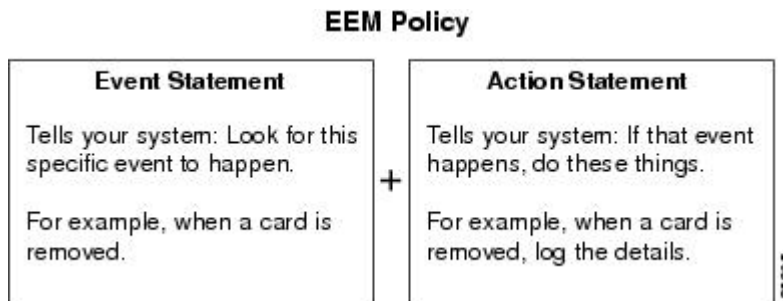 EEM Policy
Event Statement
Tells your system: Look for this
specific event to happen.
For example, when a card is
removed.
+
Action Statement
Tells your system: If that event
happens, do these things.
For example, when a card is
removed, log the details.